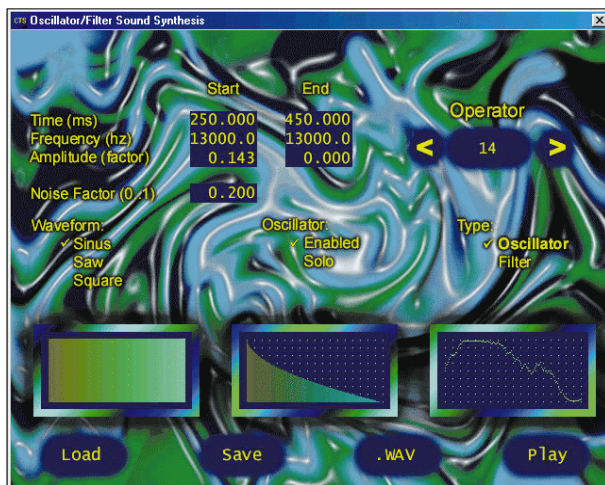 CTS Oscillator/Filter Sound Synthesis
Start End
Time (ms) 250.000 450.000
Frequency (hz) 13000.0 13000.0
Amplitude (factor) 0.143 0.000
Noise Factor (0..1) 0.200
Operator
< 14 >
Waveform:
✓ Sinus
Saw
Square
Oscillator:
✓ Enabled
Solo
Type:
✓ Oscillator
Filter
Load Save .WAV Play